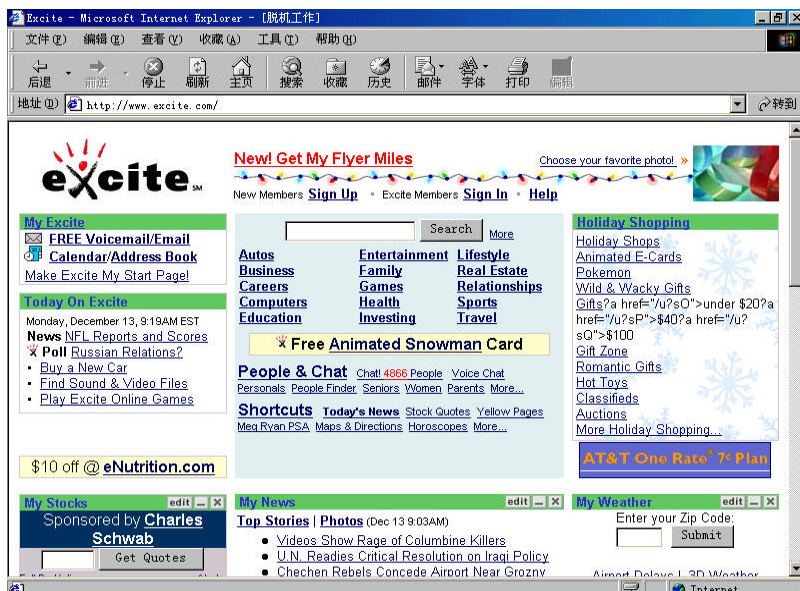 Excite - Microsoft Internet Explorer - [脱机工作]
文件(F) 编辑(E) 查看(V) 收藏(A) 工具(T) 帮助(H)
后退 前进 停止 刷新 主页 搜索 收藏 历史 邮件 字体 打印 编辑
地址(D) http://www.excite.com/ 转到
excite SM
New! Get My Flyer Miles
Choose your favorite photo! »
New Members Sign Up • Excite Members Sign In • Help
My Excite
FREE Voicemail/Email
Calendar/Address Book
Make Excite My Start Page!
Today On Excite
Monday, December 13, 9:19AM EST
News NFL Reports and Scores
Poll Russian Relations?
• Buy a New Car
• Find Sound & Video Files
• Play Excite Online Games
$10 off @ eNutrition.com
Search More
Autos Entertainment Lifestyle
Business Family Real Estate
Careers Games Relationships
Computers Health Sports
Education Investing Travel
Free Animated Snowman Card
People & Chat Chat! 4866 People Voice Chat
Personals People Finder Seniors Women Parents More...
Shortcuts Today's News Stock Quotes Yellow Pages
Meg Ryan PSA Maps & Directions Horoscopes More...
Holiday Shopping
Holiday Shops
Animated E-Cards
Pokemon
Wild & Wacky Gifts
Gifts?a href="/u?sO">under $20?a
href="/u?sP">$40?a href="/u?
sQ">$100
Gift Zone
Romantic Gifts
Hot Toys
Classifieds
Auctions
More Holiday Shopping...
AT&T One Rate® 7¢ Plan
My Stocks edit
Sponsored by Charles
Schwab
Get Quotes
My News edit
Top Stories | Photos (Dec 13 9:03AM)
• Videos Show Rage of Columbine Killers
• U.N. Readies Critical Resolution on Iraqi Policy
• Chechen Rebels Concede Airport Near Grozny
My Weather edit
Enter your Zip Code:
Submit
Airport Delays | 3D Weather
Internet